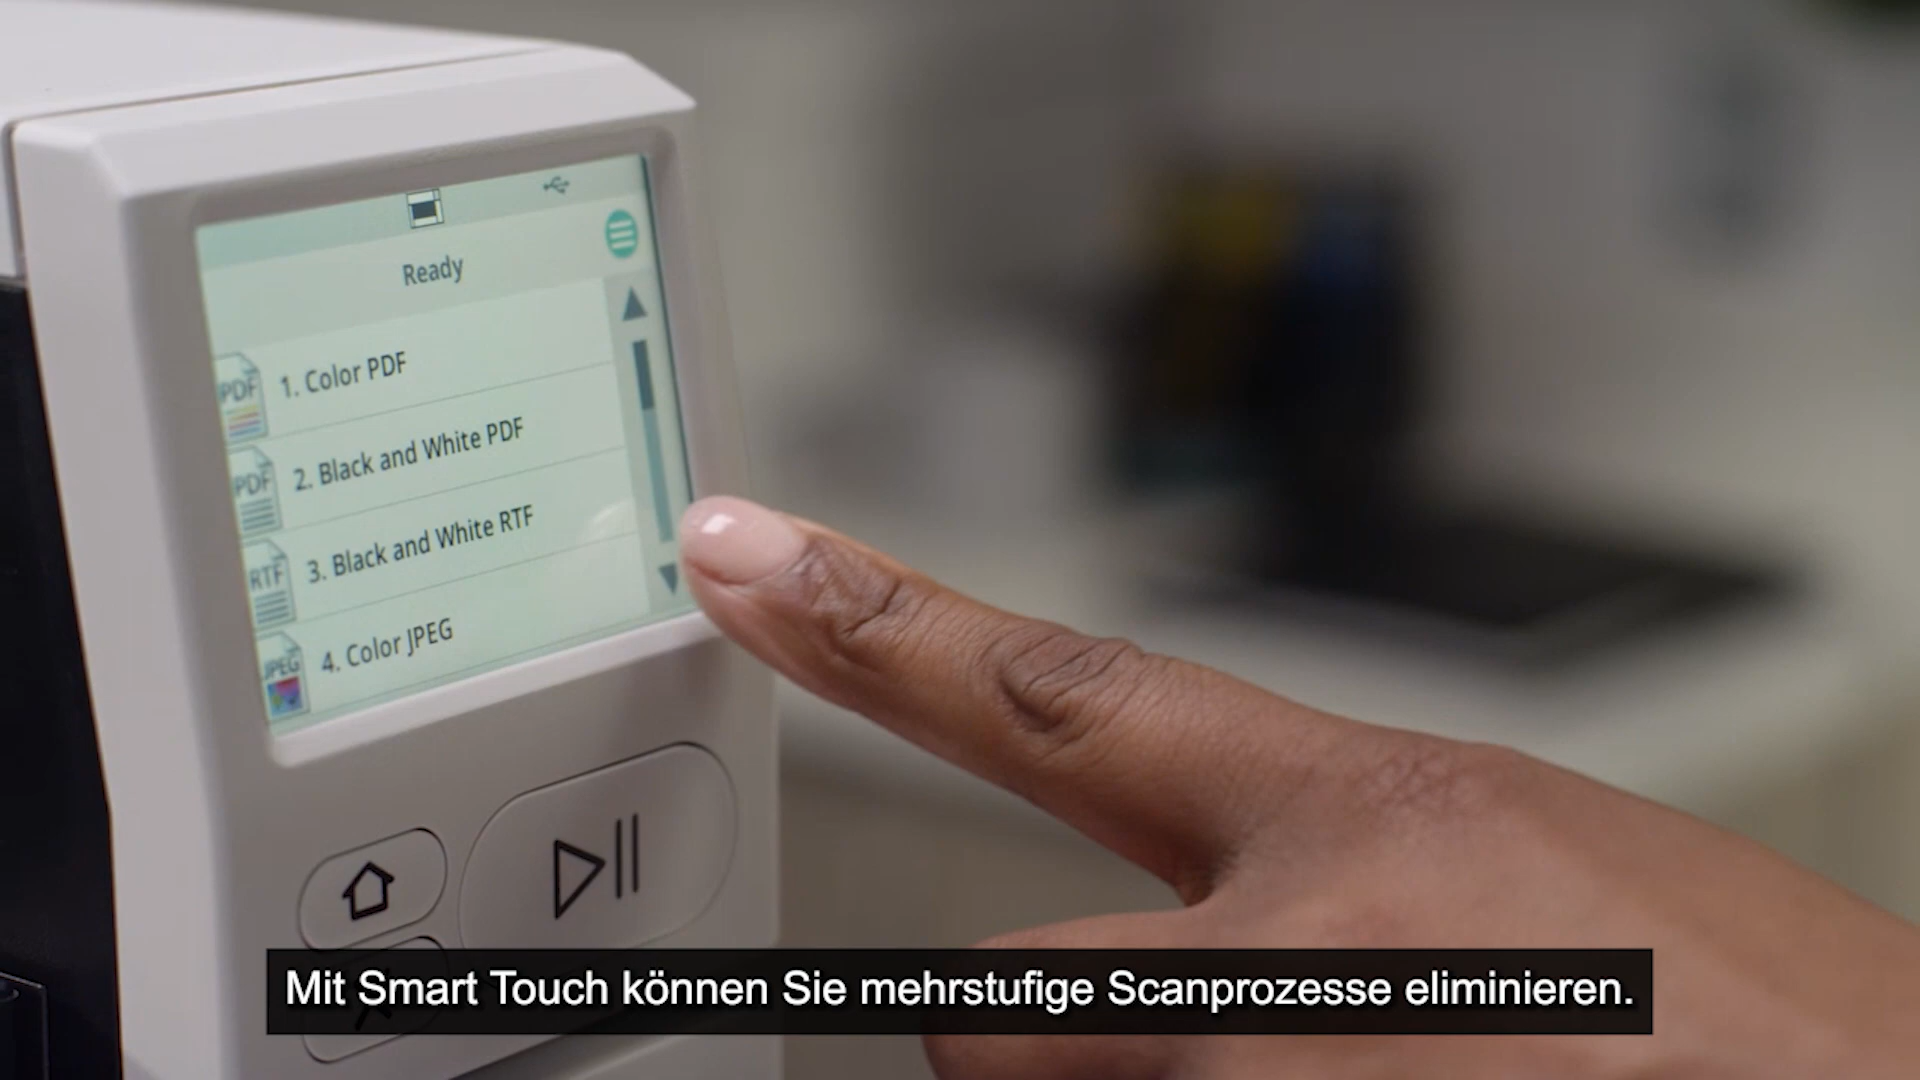 Ready
PDF
1. Color PDF
PDF
2. Black and White PDF
RTF
3. Black and White RTF
JPEG
4. Color JPEG
Mit Smart Touch können Sie mehrstufige Scanprozesse eliminieren.